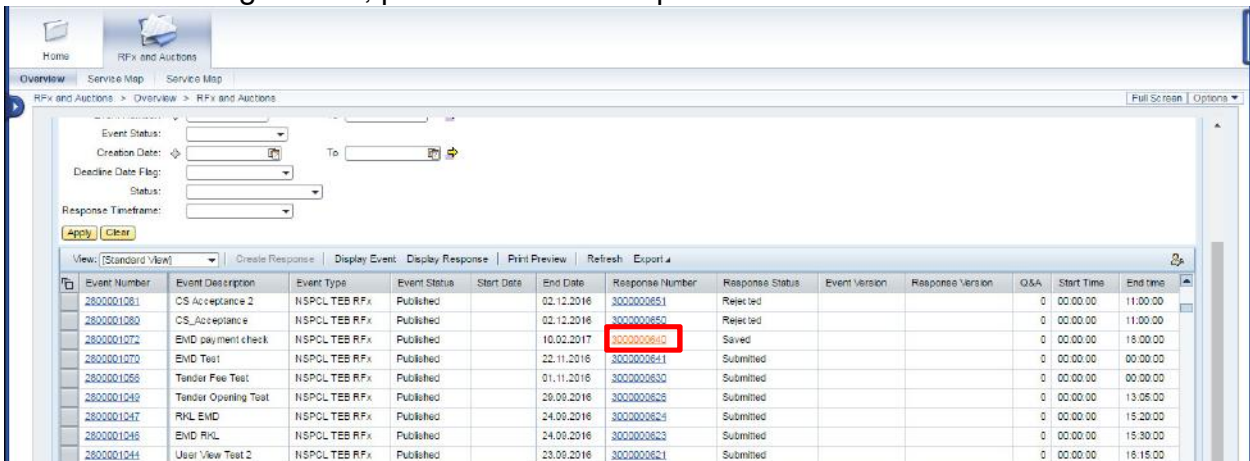 Home RFx and Auctions
Overview Service Map Service Map
RFx and Auctions > Overview > RFx and Auctions Full Screen Options
Event Status:
Creation Date: To
Deadline Date Flag:
Status:
Response Timeframe:
Apply Clear
View: [Standard View] Create Response Display Event Display Response Print Preview Refresh Export
Event Number Event Description Event Type Event Status Start Date End Date Response Number Response Status Event Version Response Version Q&A Start Time End time
2800001081 CS Acceptance 2 NSPCL TEB RFx Published 02.12.2016 3000000651 Rejected 0 00:00:00 11:00:00
2800001080 CS_Acceptance NSPCL TEB RFx Published 02.12.2016 3000000650 Rejected 0 00:00:00 11:00:00
2800001072 EMD payment check NSPCL TEB RFx Published 10.02.2017 3000000640 Saved 0 00:00:00 18:00:00
2800001070 EMD Test NSPCL TEB RFx Published 22.11.2016 3000000641 Submitted 0 00:00:00 00:00:00
2800001056 Tender Fee Test NSPCL TEB RFx Published 01.11.2016 3000000630 Submitted 0 00:00:00 00:00:00
2800001049 Tender Opening Test NSPCL TEB RFx Published 29.09.2016 3000000626 Submitted 0 00:00:00 13:05:00
2800001047 RKL EMD NSPCL TEB RFx Published 24.09.2016 3000000624 Submitted 0 00:00:00 15:20:00
2800001046 EMD RKL NSPCL TEB RFx Published 24.09.2016 3000000623 Submitted 0 00:00:00 15:30:00
2800001044 User View Test 2 NSPCL TEB RFx Published 23.09.2016 3000000621 Submitted 0 00:00:00 16:15:00